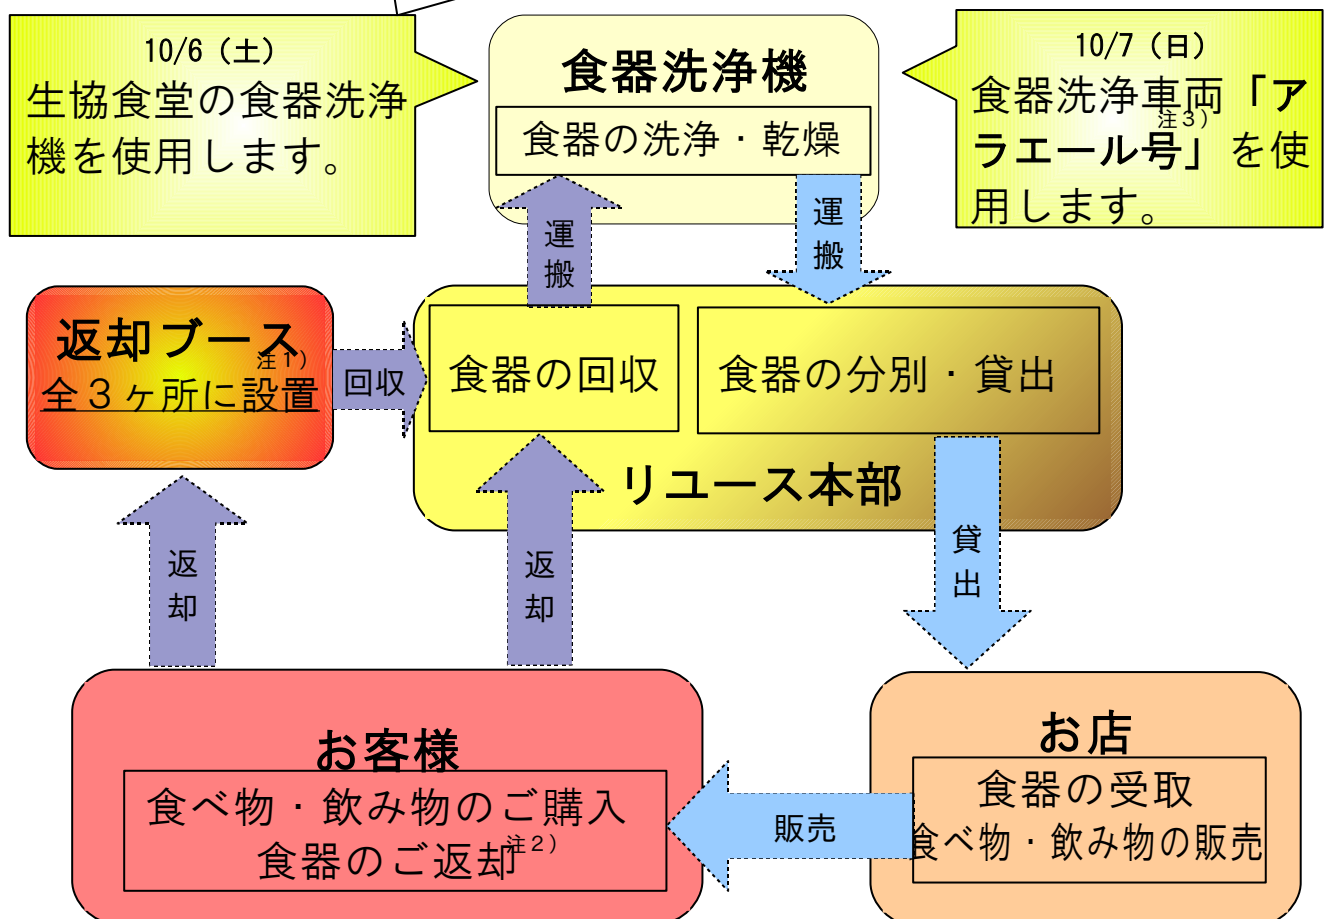 10/6（土）
生協食堂の食器洗浄
機を使用します。
食器洗浄機
食器の洗浄・乾燥
10/7（日）
食器洗浄車両「ア
注３）
ラエール号」を使
用します。
運搬
運搬
返却ブース
注１）
全３ヶ所に設置
回収
食器の回収
食器の分別・貸出
リユース本部
返却
返却
貸出
お客様
食べ物・飲み物のご購入
食器のご返却注２）
販売
お店
食器の受取
食べ物・飲み物の販売